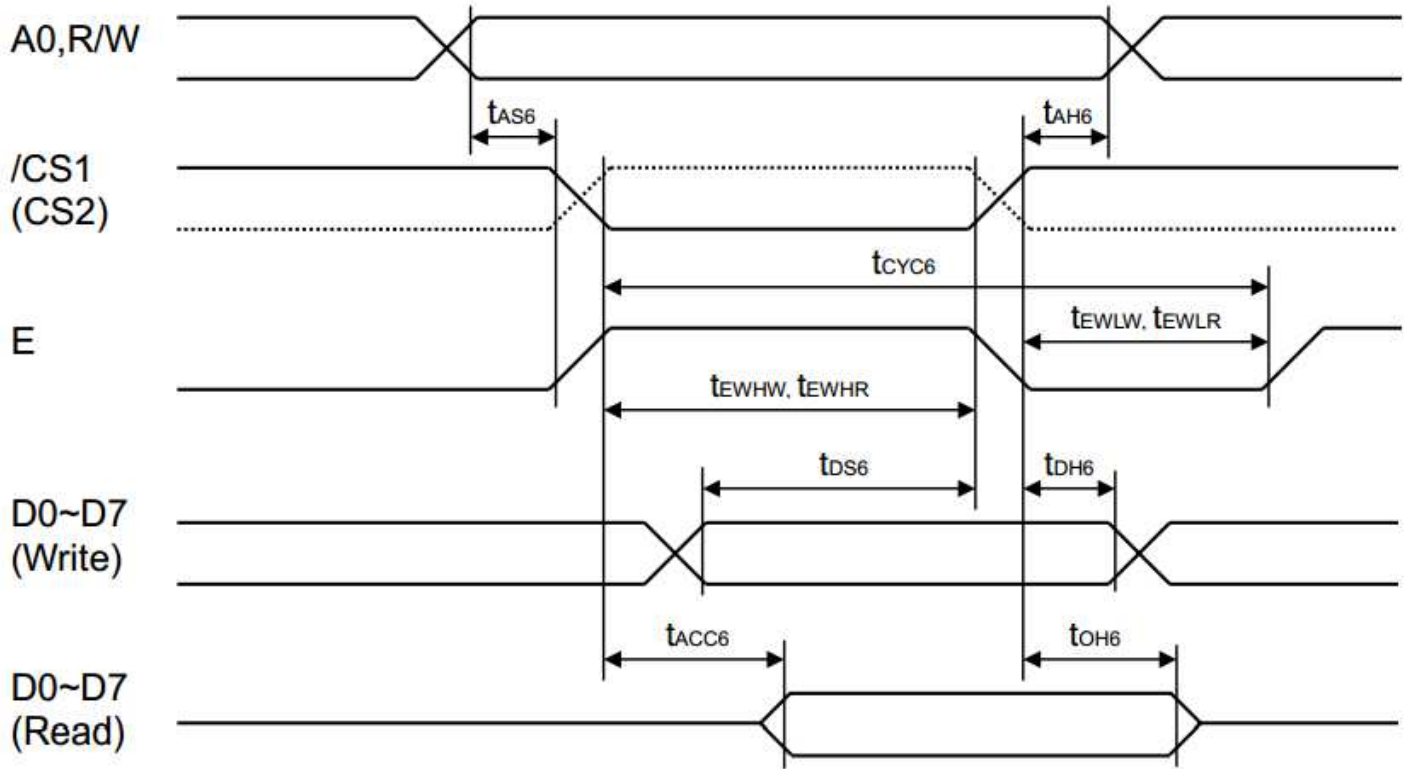 A0,R/W
tAS6
tAH6
/CS1
(CS2)
tCYC6
E
tEWLW, tEWLR
tEWHW, tEWHR
tDS6
tDH6
D0~D7
(Write)
tACC6
tOH6
D0~D7
(Read)